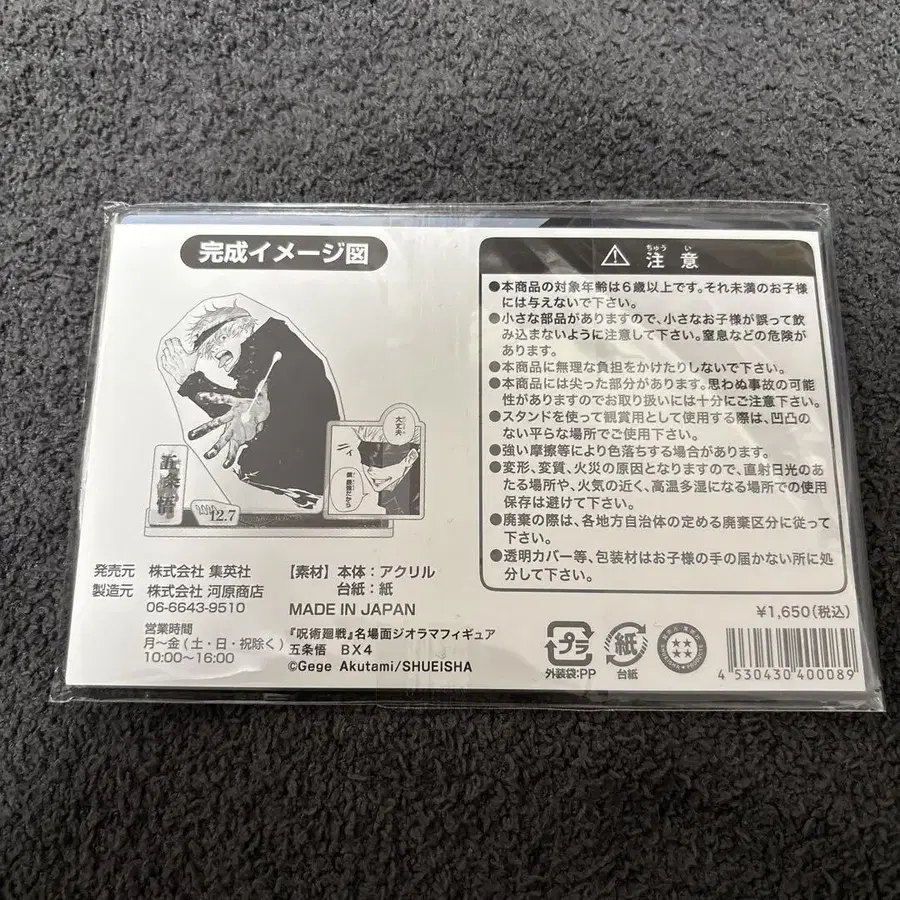 完成イメージ図
大丈夫
僕最強だから
五条悟
12.7
発売元 株式会社 集英社
製造元 株式会社 河原商店
06-6643-9510
営業時間
月〜金(土・日・祝除く)
10:00〜16:00
【素材】本体:アクリル
台紙:紙
MADE IN JAPAN
『呪術廻戦』名場面ジオラマフィギュア
五条悟 BX4
©Gege Akutami/SHUEISHA
ちゅう い
注 意
●本商品の対象年齢は6歳以上です。それ未満のお子様
には与えないで下さい。
●小さな部品がありますので、小さなお子様が誤って飲
み込まないように注意して下さい。窒息などの危険が
あります。
●本商品に無理な負担をかけたりしないで下さい。
●本商品には尖った部分があります。思わぬ事故の可能
性がありますのでお取り扱いには十分にご注意下さい。
●スタンドを使って観賞用として使用する際は、凹凸の
ない平らな場所でご使用下さい。
●強い摩擦等により色落ちする場合があります。
●変形、変質、火災の原因となりますので、直射日光のあ
たる場所や、火気の近く、高温多湿になる場所での使用
保存は避けて下さい。
●廃棄の際は、各地方自治体の定める廃棄区分に従って
下さい。
●透明カバー等、包装材はお子様の手の届かない所に処
分して下さい。
¥1,650(税込)
プラ
外装袋:PP
紙
台紙
4 530430 400089